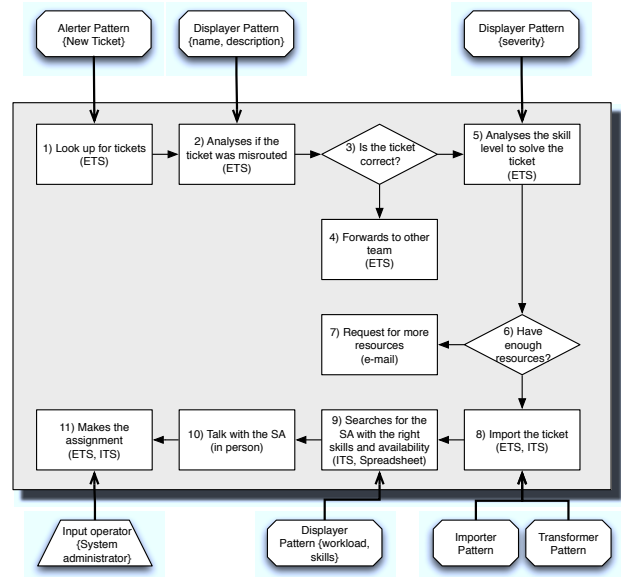 Alerter Pattern
{New Ticket}
Displayer Pattern
{name, description}
Displayer Pattern
{severity}
1) Look up for tickets
(ETS)
2) Analyses if the
ticket was misrouted
(ETS)
3) Is the ticket
correct?
5) Analyses the skill
level to solve the
ticket
(ETS)
4) Forwards to other
team
(ETS)
7) Request for more
resources
(e-mail)
6) Have
enough
resources?
11) Makes the
assignment
(ETS, ITS)
10) Talk with the SA
(in person)
9) Searches for the
SA with the right
skills and availability
(ITS, Spreadsheet)
8) Import the ticket
(ETS, ITS)
Input operator
{System
administrator}
Displayer
Pattern {workload,
skills}
Importer
Pattern
Transformer
Pattern